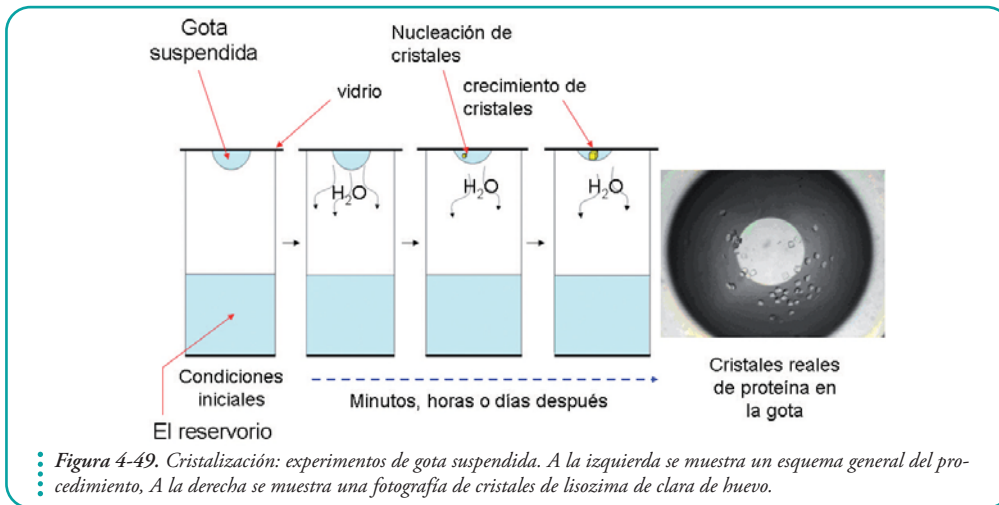 Gota
suspendida
vidrio
Nucleación de
cristales
crecimiento de
cristales
H₂O
H₂O
H₂O
Condiciones
iniciales
Minutos, horas o días después
El reservorio
Cristales reales
de proteína en
la gota
Figura 4-49. Cristalización: experimentos de gota suspendida. A la izquierda se muestra un esquema general del pro-
cedimiento, A la derecha se muestra una fotografía de cristales de lisozima de clara de huevo.